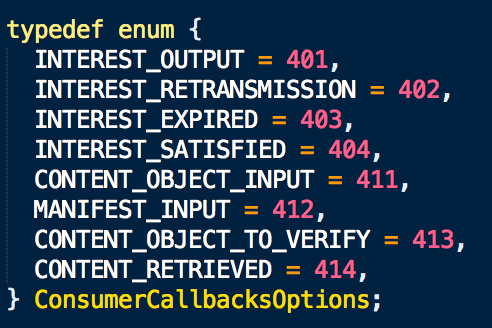 typedef enum {
INTEREST_OUTPUT = 401,
INTEREST_RETRANSMISSION = 402,
INTEREST_EXPIRED = 403,
INTEREST_SATISFIED = 404,
CONTENT_OBJECT_INPUT = 411,
MANIFEST_INPUT = 412,
CONTENT_OBJECT_TO_VERIFY = 413,
CONTENT_RETRIEVED = 414,
} ConsumerCallbacksOptions;